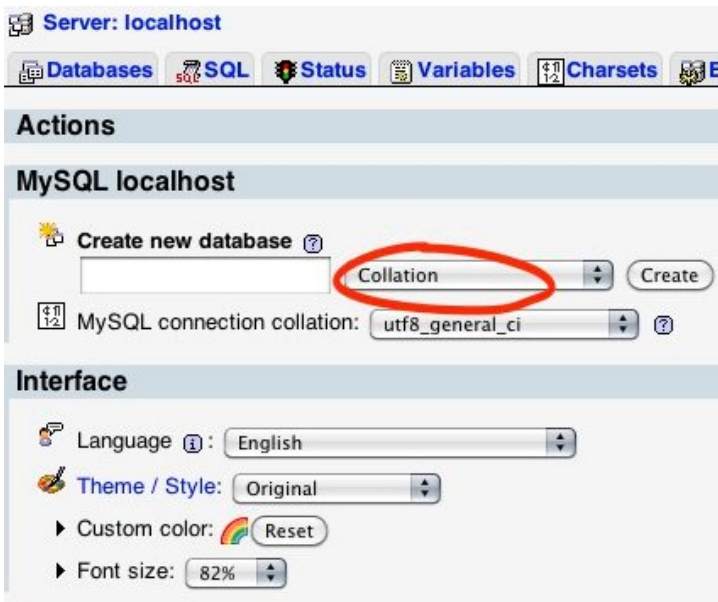 Server: localhost
Databases SQL Status Variables Charsets E
Actions
MySQL localhost
Create new database
Collation Create
MySQL connection collation: utf8_general_ci
Interface
Language : English
Theme / Style: Original
Custom color: Reset
Font size: 82%